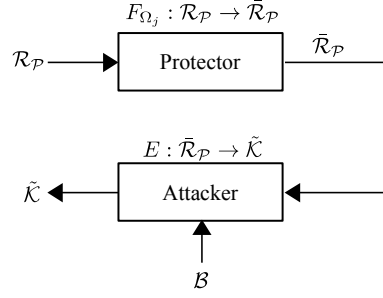 F_{Ω_j} : ℛ_𝒫 → ℛ̄_𝒫
ℛ_𝒫 Protector ℛ̄_𝒫
E : ℛ̄_𝒫 → 𝒦̃
𝒦̃ Attacker
ℬ